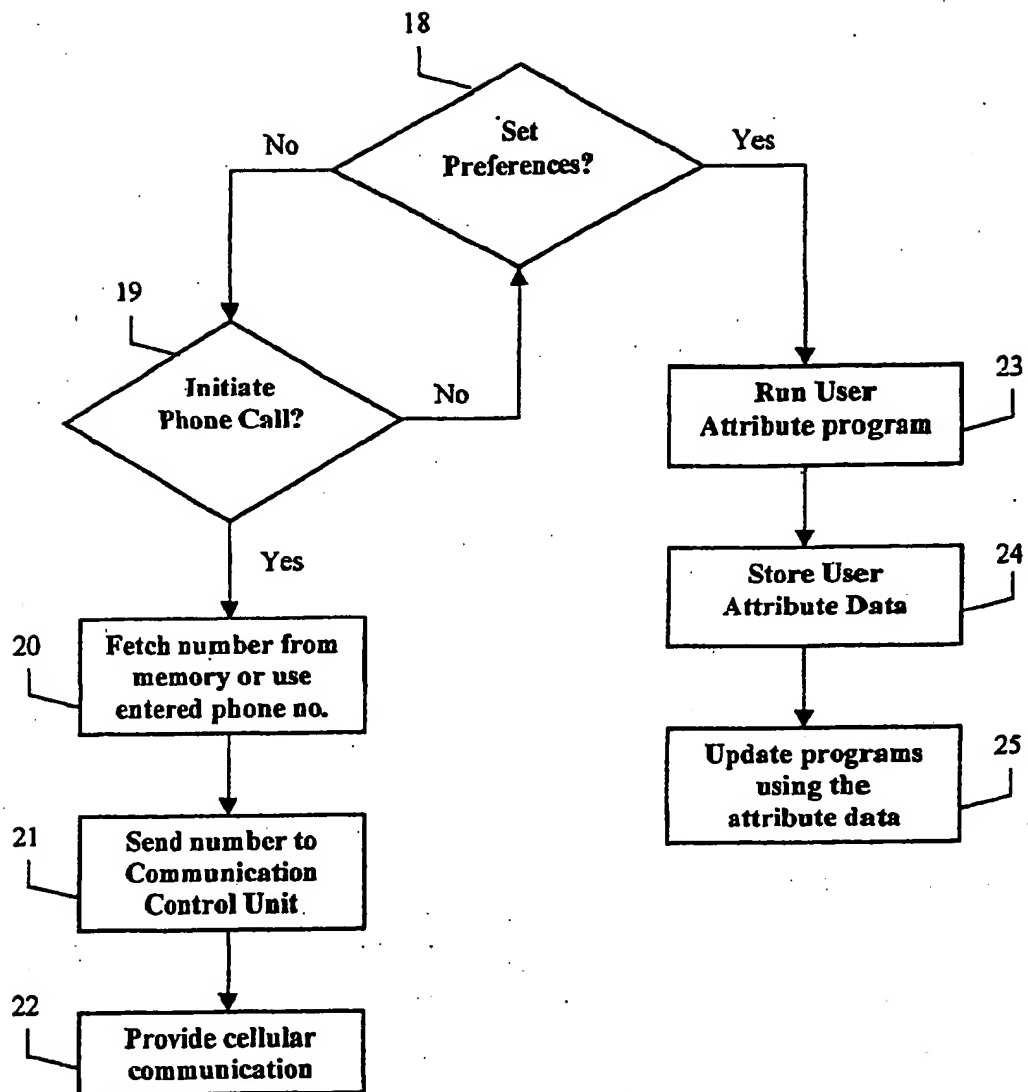 18
Set
Preferences?
No
Yes
19
Initiate
Phone Call?
No
Yes
23
Run User
Attribute program
24
Store User
Attribute Data
20
Fetch number from
memory or use
entered phone no.
25
Update programs
using the
attribute data
21
Send number to
Communication
Control Unit
22
Provide cellular
communication